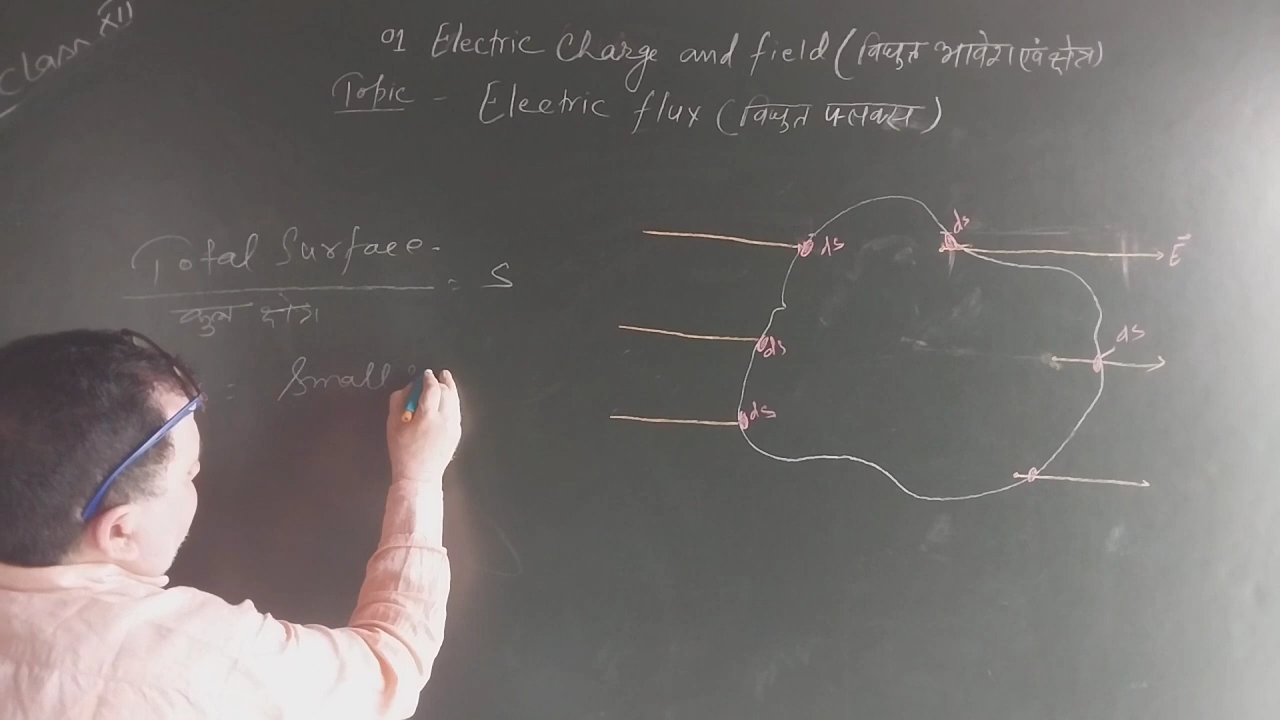 Class XII
01 Electric Charge and field (विद्युत आवेश एवं क्षेत्र)
Topic - Electric flux (विद्युत फ्लक्स)
Total Surface = S
कुल क्षेत्र
= Small
ds
ds
E⃗
ds
ds
ds